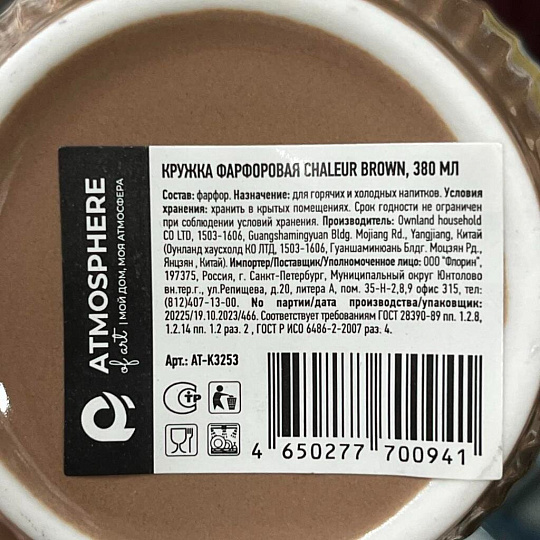 КРУЖКА ФАРФОРОВАЯ CHALEUR BROWN, 380 МЛ
Состав: фарфор. Назначение: для горячих и холодных напитков. Условия
хранения: хранить в крытых помещениях. Срок годности не ограничен
при соблюдении условий хранения. Производитель: Ownland household
CO LTD, 1503-1606, Guangshamingyuan Bldg. Mojiang Rd., Yangjiang, Китай
(Оунланд хаусхолд КО ЛТД, 1503-1606, Гуаншаминюань Блдг. Моцзян Рд.,
Янцзян , Китай). Импортер/Поставщик/Уполномоченное лицо: ООО "Флорин",
197375, Россия, г. Санкт-Петербург, Муниципальный округ Юнтолово
вн.тер.г., ул.Репищева, д.20, литера А, пом. 35-Н-2,8,9 офис 315, тел:
(812)407-13-00. No партии/дата производства/упаковщик:
20225/19.10.2023/466. Соответствует требованиям ГОСТ 28390-89 пп. 1.2.8,
1.2.14 пп. 1.2 раз. 2 , ГОСТ Р ИСО 6486-2-2007 раз. 4.
Арт.: AT-K3253
СТР
4 650277 700941
ATMOSPHERE
of art | МОЙ ДОМ, МОЯ АТМОСФЕРА